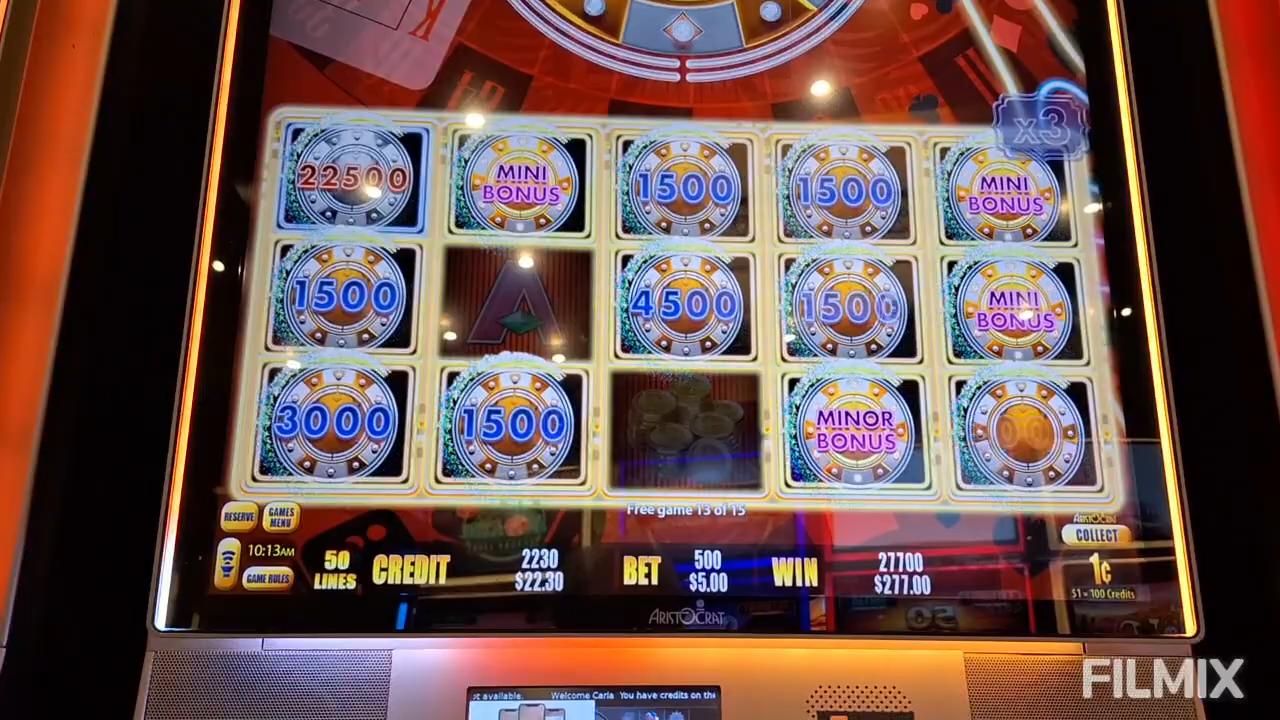 K
x3
22500
MINI
BONUS
1500
1500
MINI
BONUS
1500
A
4500
1500
MINI
BONUS
3000
1500
MINOR
BONUS
Free game 13 of 15
RESERVE
GAMES
MENU
10:13AM
GAME RULES
50
LINES
CREDIT
2230
$22.30
BET
500
$5.00
WIN
27700
$277.00
ARISTOCRAT
COLLECT
1¢
$1 = 100 Credits
ARISTOCRAT
ot available. Welcome Carla You have credits on the
FILMIX